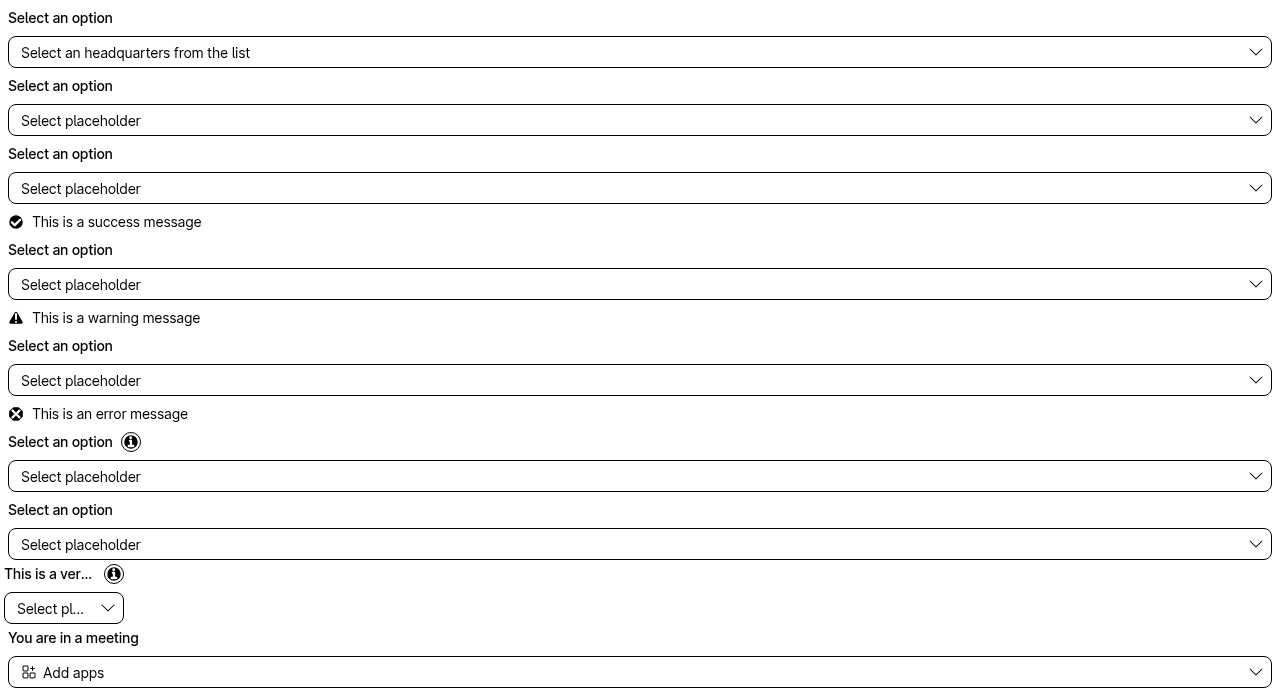 Select an option
Select an headquarters from the list
Select an option
Select placeholder
Select an option
Select placeholder
This is a success message
Select an option
Select placeholder
This is a warning message
Select an option
Select placeholder
This is an error message
Select an option
Select placeholder
Select an option
Select placeholder
This is a ver...
Select pl...
You are in a meeting
Add apps